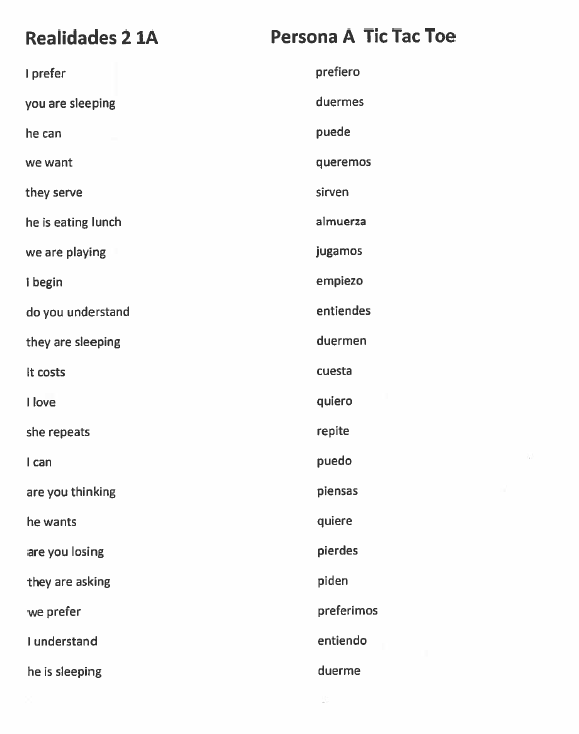 Realidades 2 1A Persona A Tic Tac Toe
I prefer prefiero
you are sleeping duermes
he can puede
we want queremos
they serve sirven
he is eating lunch almuerza
we are playing jugamos
I begin empiezo
do you understand entiendes
they are sleeping duermen
It costs cuesta
I love quiero
she repeats repite
I can puedo
are you thinking piensas
he wants quiere
are you losing pierdes
they are asking piden
we prefer preferimos
I understand entiendo
he is sleeping duerme